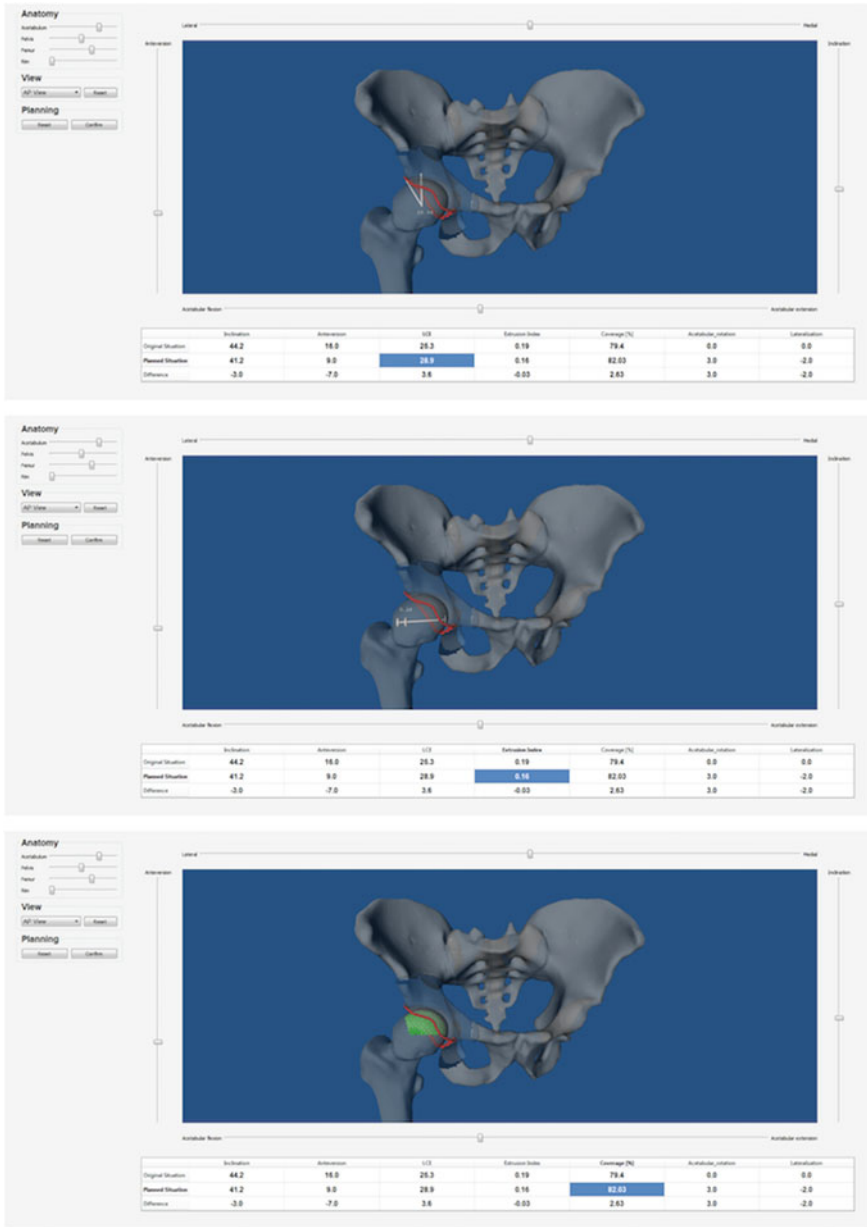 Anatomy
Acetabulum
Pelvis
Femur
View
AP View Reset
Planning
Reset Confirm
Lateral Medial
Anteversion Inclination
Acetabular flexion Acetabular extension
Inclination Anteversion LCE Extrusion Index Coverage [%] Acetabular_rotation Lateralization
Original Situation 44.2 16.0 25.3 0.19 79.4 0.0 0.0
Planned Situation 41.2 9.0 28.9 0.16 82.03 3.0 -2.0
Difference -3.0 -7.0 3.6 -0.03 2.63 3.0 -2.0
Anatomy
Acetabulum
Pelvis
Femur
View
AP View Reset
Planning
Reset Confirm
Lateral Medial
Anteversion Inclination
Acetabular flexion Acetabular extension
Inclination Anteversion LCE Extrusion Index Coverage [%] Acetabular_rotation Lateralization
Original Situation 44.2 16.0 25.3 0.19 79.4 0.0 0.0
Planned Situation 41.2 9.0 28.9 0.16 82.03 3.0 -2.0
Difference -3.0 -7.0 3.6 -0.03 2.63 3.0 -2.0
Anatomy
Acetabulum
Pelvis
Femur
View
AP View Reset
Planning
Reset Confirm
Lateral Medial
Anteversion Inclination
Acetabular flexion Acetabular extension
Inclination Anteversion LCE Extrusion Index Coverage [%] Acetabular_rotation Lateralization
Original Situation 44.2 16.0 25.3 0.19 79.4 0.0 0.0
Planned Situation 41.2 9.0 28.9 0.16 82.03 3.0 -2.0
Difference -3.0 -7.0 3.6 -0.03 2.63 3.0 -2.0